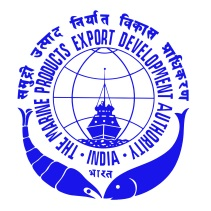 समुद्री उत्पाद निर्यात विकास प्राधिकरण
THE MARINE PRODUCTS EXPORT DEVELOPMENT AUTHORITY
• INDIA •
भारत